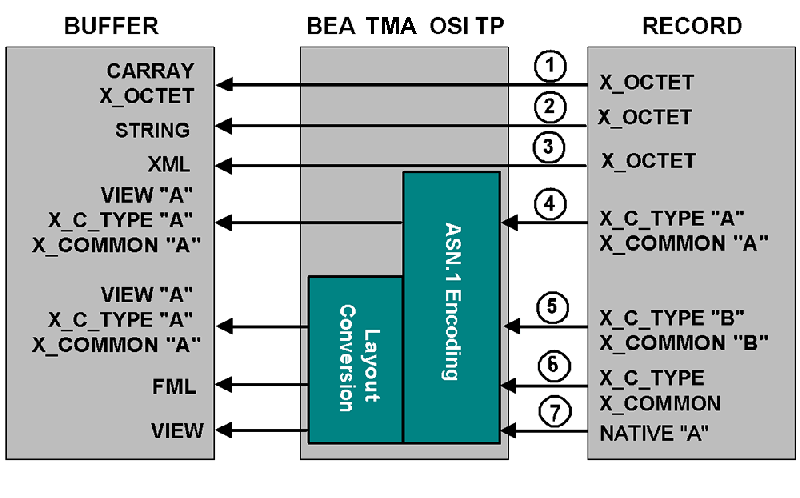 BUFFER
BEA TMA OSI TP
RECORD
CARRAY
X_OCTET
STRING
XML
VIEW "A"
X_C_TYPE "A"
X_COMMON "A"
VIEW "A"
X_C_TYPE "A"
X_COMMON "A"
FML
VIEW
ASN.1 Encoding
Layout
Conversion
1
2
3
4
5
6
7
X_OCTET
X_OCTET
X_OCTET
X_C_TYPE "A"
X_COMMON "A"
X_C_TYPE "B"
X_COMMON "B"
X_C_TYPE
X_COMMON
NATIVE "A"